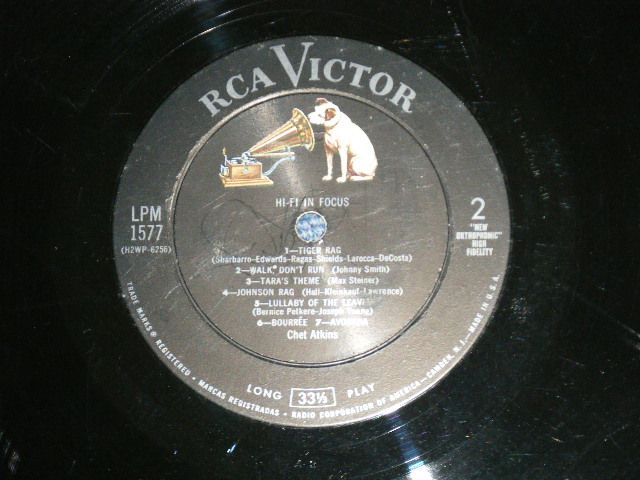 RCA VICTOR
HI-FI IN FOCUS
LPM
1577
(H2WP-6256)
2
"NEW
ORTHOPHONIC"
HIGH
FIDELITY
1—TIGER RAG
(Sbarbarro-Edwards-Ragas-Shields-Larocca-DeCosta)
2—WALK, DON'T RUN (Johnny Smith)
3—TARA'S THEME (Max Steiner)
4—JOHNSON RAG (Hall-Kleinkauf-Lawrence)
5—LULLABY OF THE
(Bernice Petkere-Joseph Young)
6—BOURRÉE 7—
Chet Atkins
LONG 33⅓ PLAY
TRADE MARKS ® REGISTERED • MARCAS REGISTRADAS • RADIO CORPORATION OF AMERICA—CAMDEN, N. J.—MADE IN U.S.A.